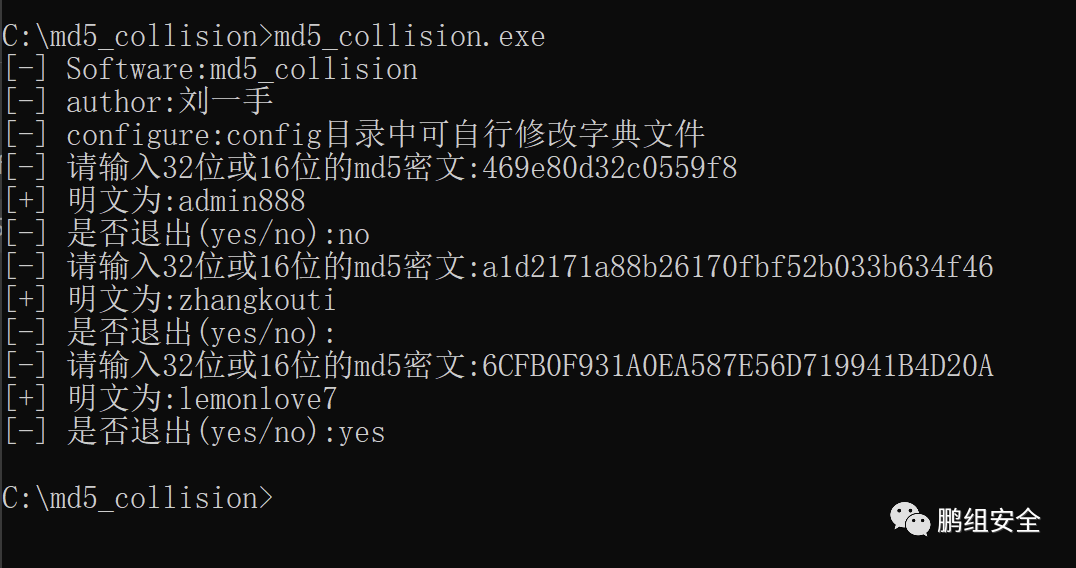 C:\md5_collision>md5_collision.exe
[-] Software:md5_collision
[-] author:刘一手
[-] configure:config目录中可自行修改字典文件
[-] 请输入32位或16位的md5密文:469e80d32c0559f8
[+] 明文为:admin888
[-] 是否退出(yes/no):no
[-] 请输入32位或16位的md5密文:a1d2171a88b26170fbf52b033b634f46
[+] 明文为:zhangkouti
[-] 是否退出(yes/no):
[-] 请输入32位或16位的md5密文:6CFB0F931A0EA587E56D719941B4D20A
[+] 明文为:lemonlove7
[-] 是否退出(yes/no):yes
C:\md5_collision>
鹏组安全